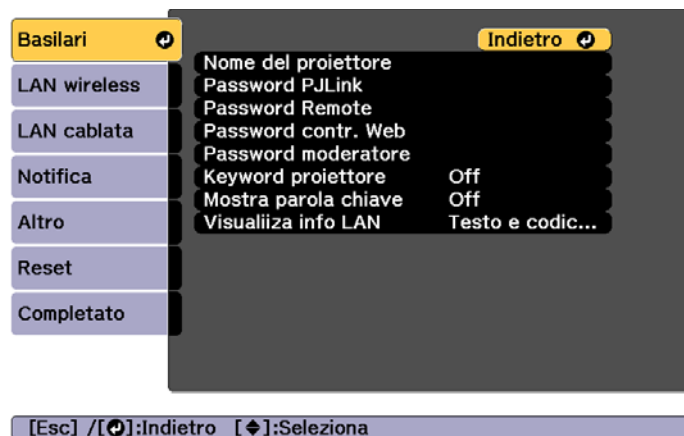 Basilari
LAN wireless
LAN cablata
Notifica
Altro
Reset
Completato
Indietro
Nome del proiettore
Password PJLink
Password Remote
Password contr. Web
Password moderatore
Keyword proiettore Off
Mostra parola chiave Off
Visualiiza info LAN Testo e codic...
[Esc] /[⏎]:Indietro [◆]:Seleziona